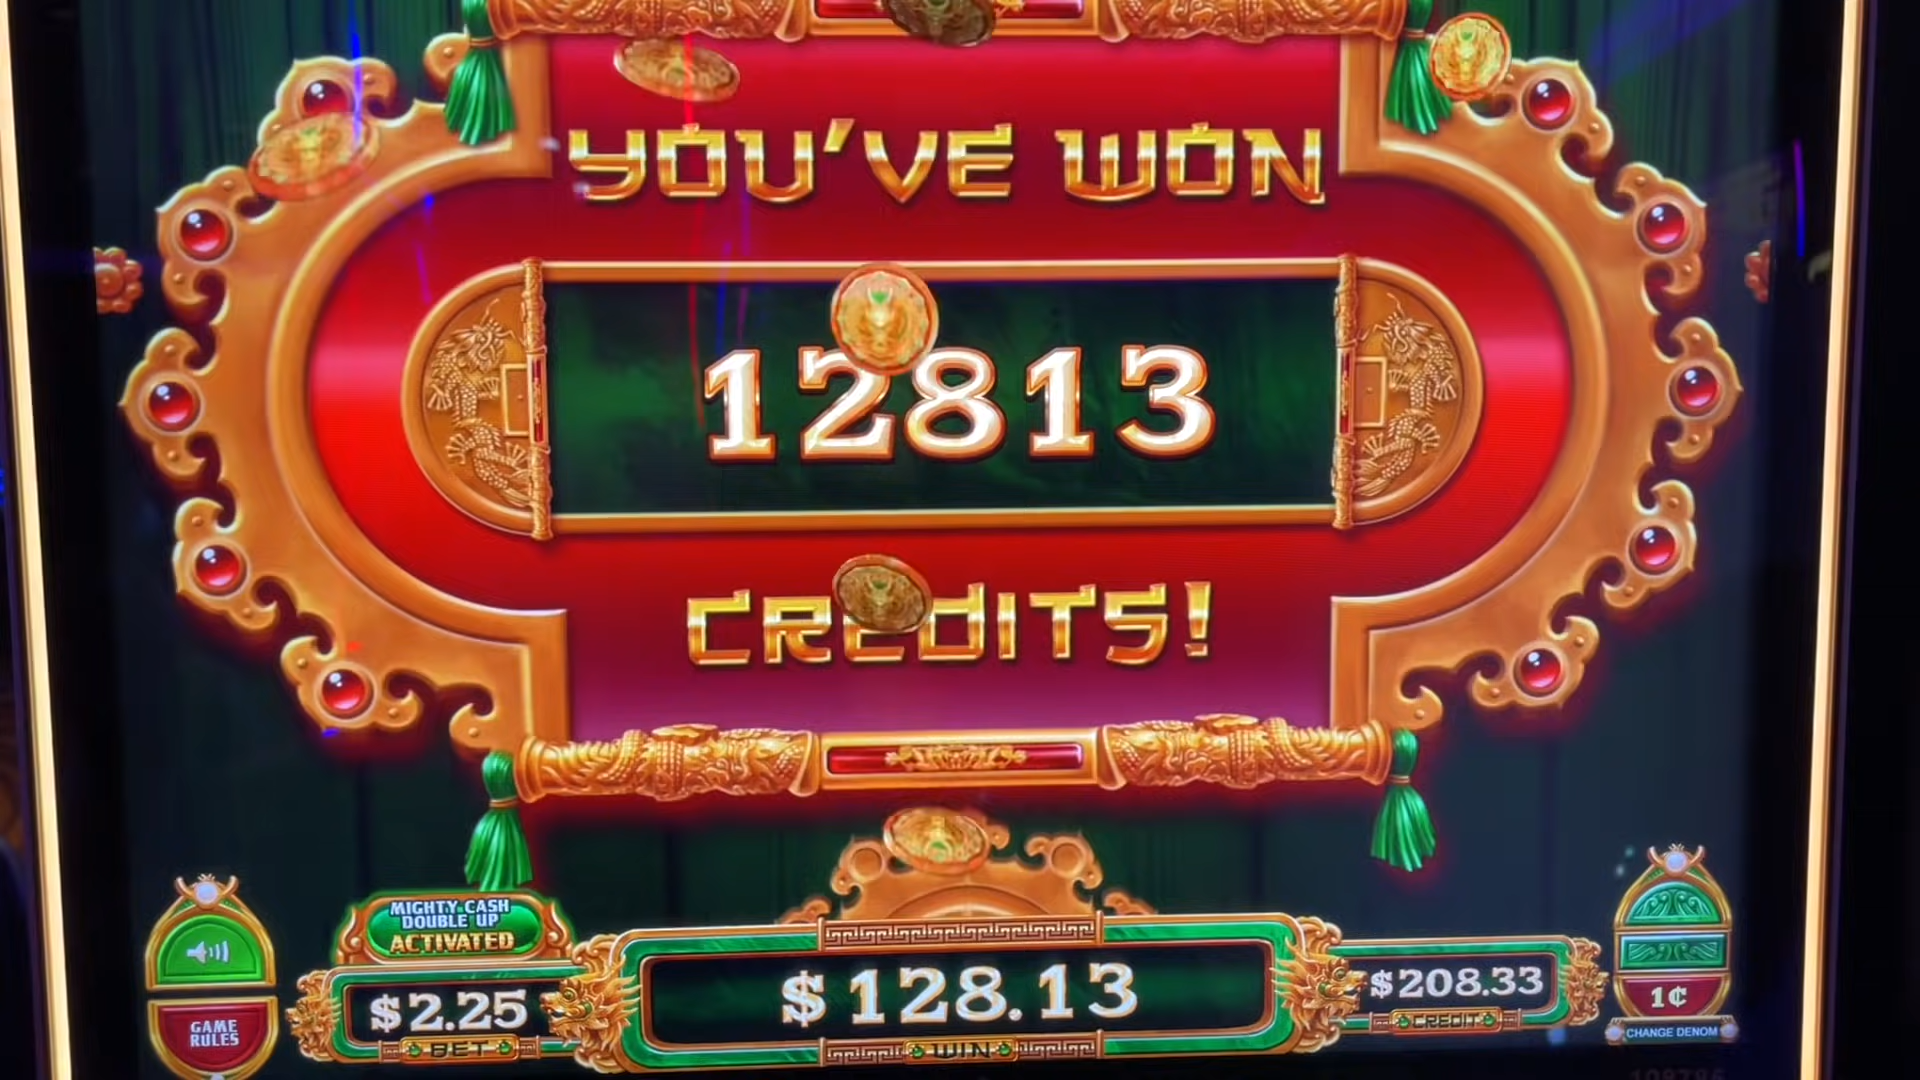 YOU'VE WON
12813
CREDITS!
MIGHTY CASH
DOUBLE UP
ACTIVATED
$2.25
BET
$128.13
WIN
$208.33
CREDIT
GAME
RULES
1¢
CHANGE DENOM